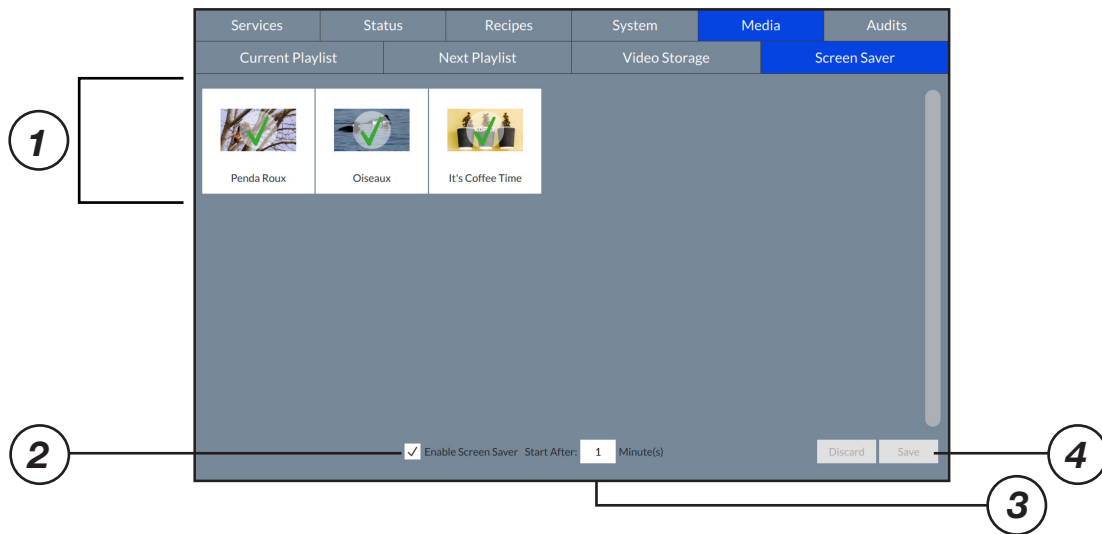 Services Status Recipes System Media Audits
Current Playlist Next Playlist Video Storage Screen Saver
1
Penda Roux Oiseaux It's Coffee Time
2
Enable Screen Saver Start After: 1 Minute(s)
Discard Save
4
3